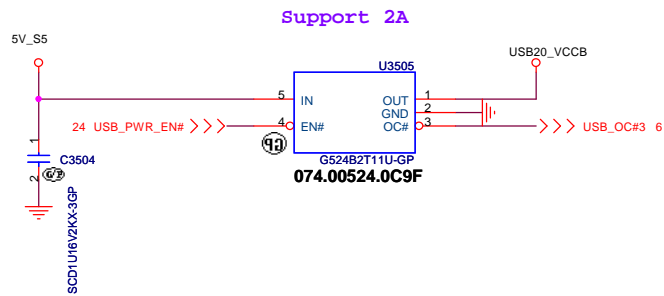 Support 2A
5V_S5
USB20_VCCB
U3505
5 IN OUT 1
GND 2
24 USB_PWR_EN# 4 EN# OC# 3 USB_OC#3 6
GP
G524B2T11U-GP
074.00524.0C9F
1
C3504
2
SCD1U16V2KX-3GP